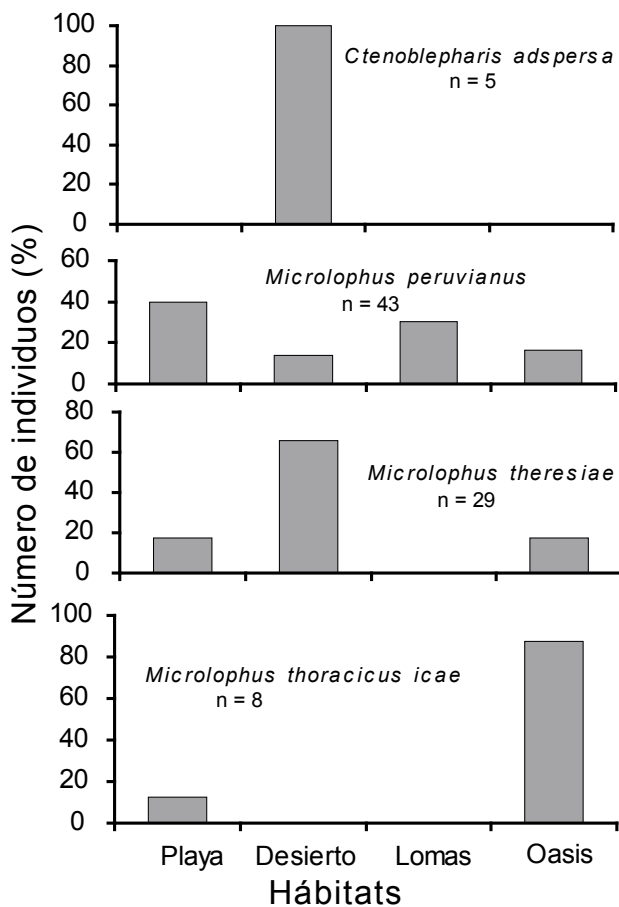 Número de individuos (%)
100
80
60
40
20
0
Ctenoblepharis adspersa
n = 5
60
40
20
0
Microlophus peruvianus
n = 43
80
60
40
20
0
Microlophus theresiae
n = 29
100
80
60
40
20
0
Microlophus thoracicus icae
n = 8
Playa Desierto Lomas Oasis
Hábitats